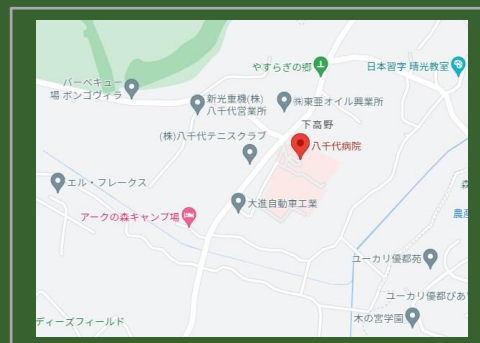 やすらぎの郷
日本習字 晴光教室
バーベキュー
場 ボンゴヴィラ
新光重機(株)
八千代営業所
㈲東亜オイル興業所
下高野
(株)八千代テニスクラブ
八千代病院
エル・フレークス
大進自動車工業
アークの森キャンプ場
森
農産
ユーカリ優都苑
ユーカリ優都ぴあ
ディーズフィールド
木の宮学園